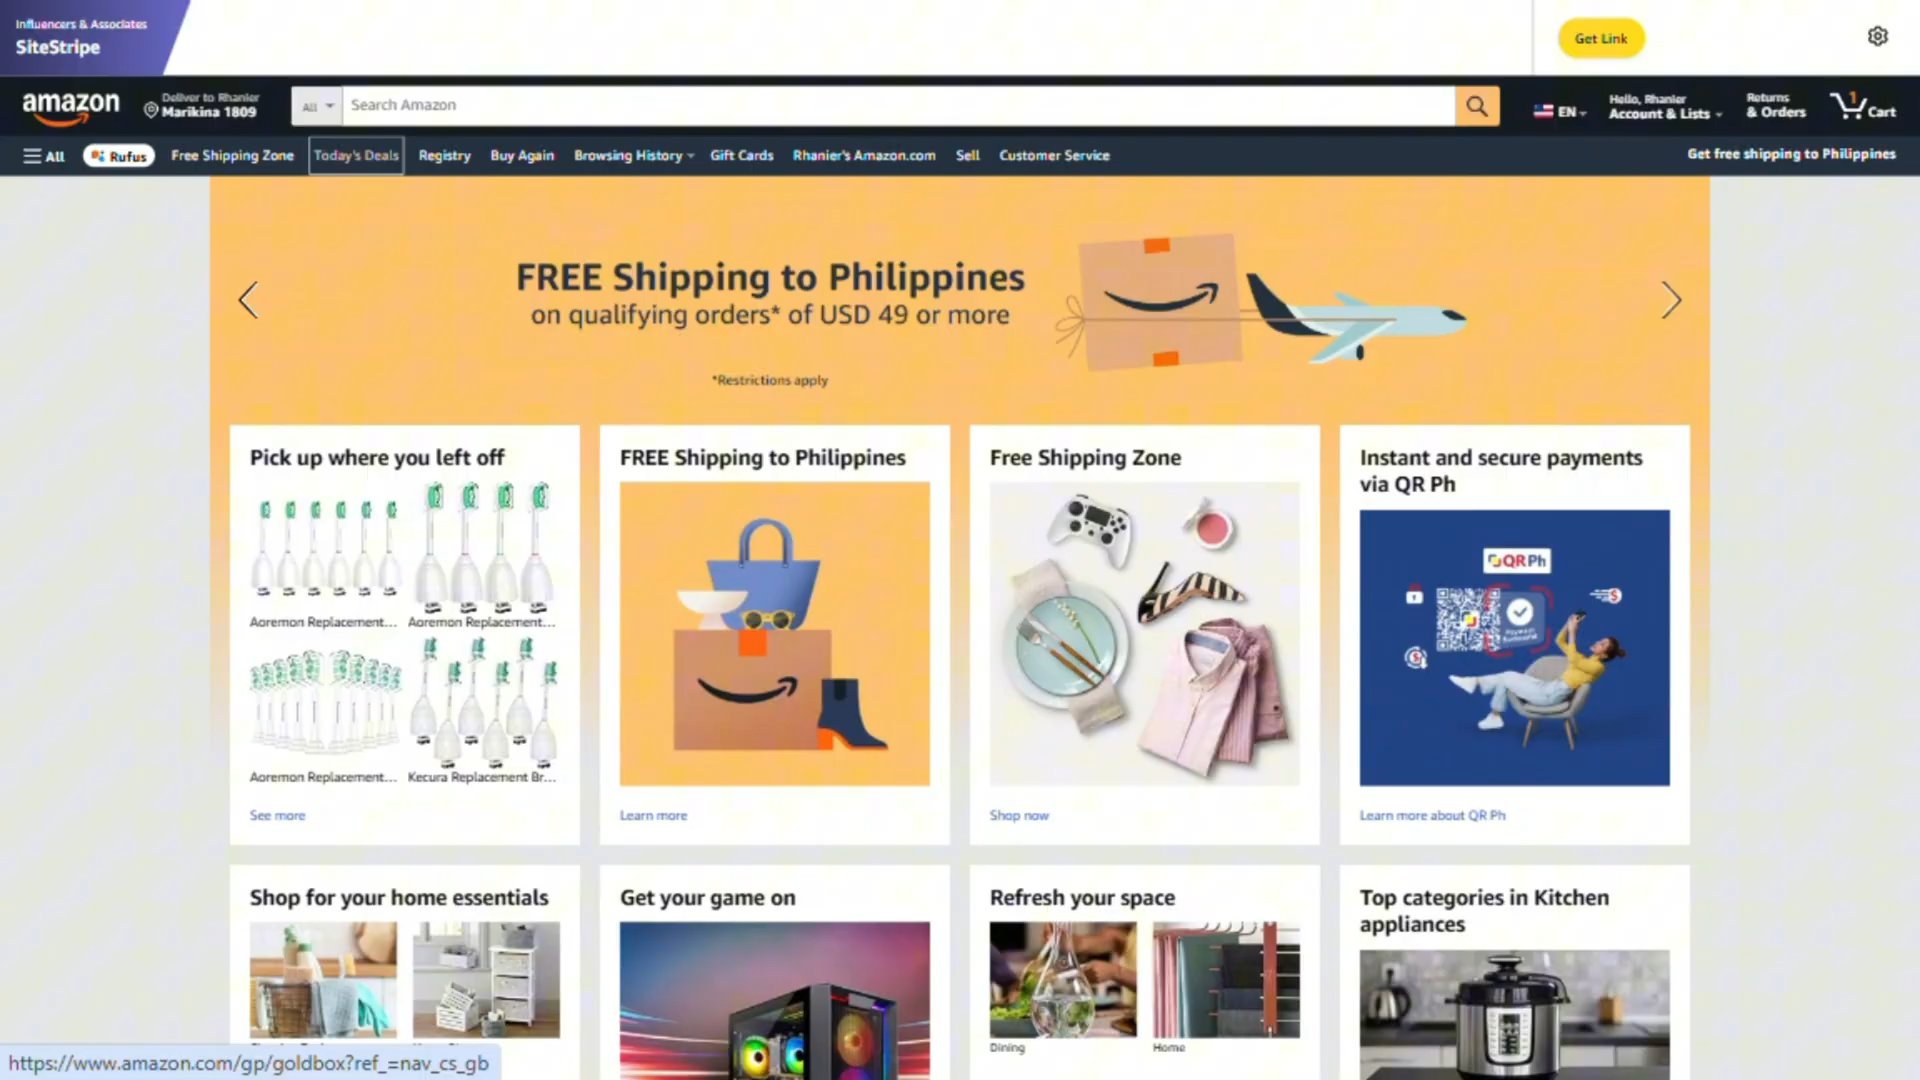 Influencers & Associates
SiteStripe
Get Link
amazon
Deliver to Rhanier
Marikina 1809
All
Search Amazon
EN
Hello, Rhanier
Account & Lists
Returns
& Orders
1
Cart
All
Rufus
Free Shipping Zone
Today's Deals
Registry
Buy Again
Browsing History
Gift Cards
Rhanier's Amazon.com
Sell
Customer Service
Get free shipping to Philippines
FREE Shipping to Philippines
on qualifying orders* of USD 49 or more
*Restrictions apply
Pick up where you left off
Aoremon Replacement...
Aoremon Replacement...
Aoremon Replacement...
Kecura Replacement Br...
See more
FREE Shipping to Philippines
Learn more
Free Shipping Zone
Shop now
Instant and secure payments
via QR Ph
QR Ph
Learn more about QR Ph
Shop for your home essentials
Get your game on
Refresh your space
Dining
Home
Top categories in Kitchen
appliances
https://www.amazon.com/gp/goldbox?ref_=nav_cs_gb